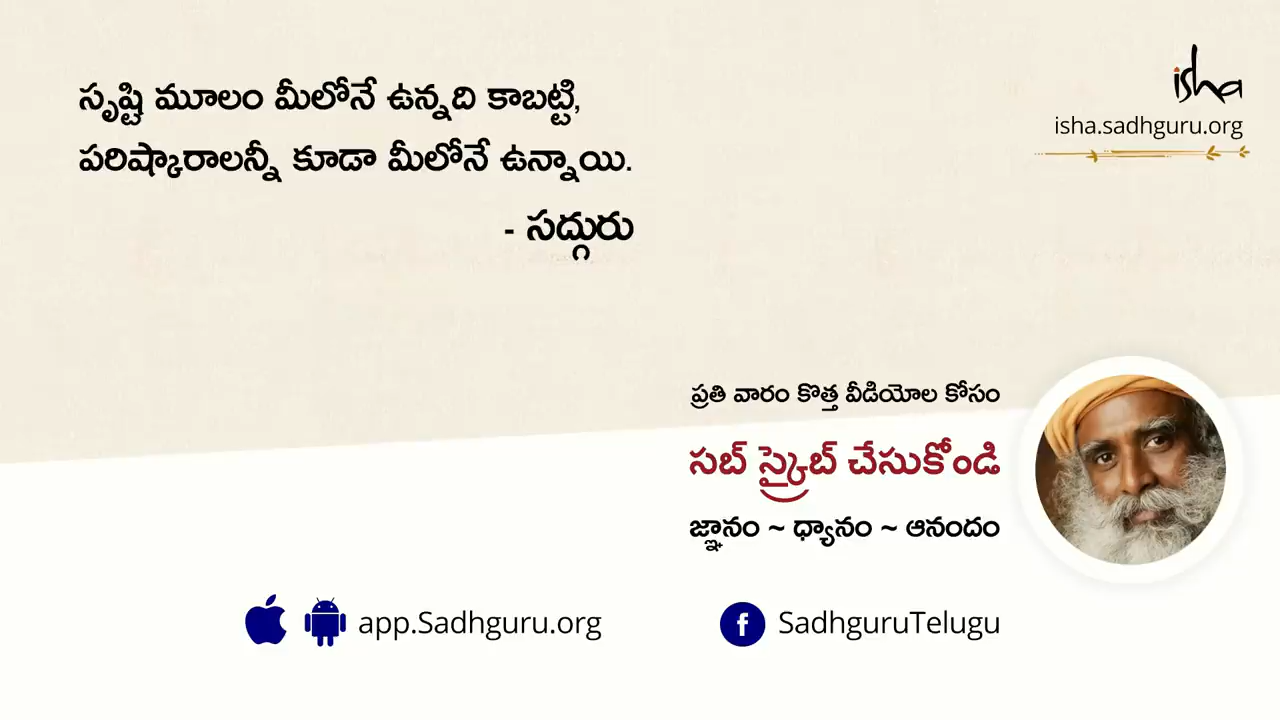 సృష్టి మూలం మీలోనే ఉన్నది కాబట్టి,
పరిష్కారాలన్నీ కూడా మీలోనే ఉన్నాయి.
- సద్గురు
isha
isha.sadhguru.org
ప్రతి వారం కొత్త వీడియోల కోసం
సబ్ స్క్రైబ్ చేసుకోండి
జ్ఞానం ~ ధ్యానం ~ ఆనందం
app.Sadhguru.org
f SadhguruTelugu